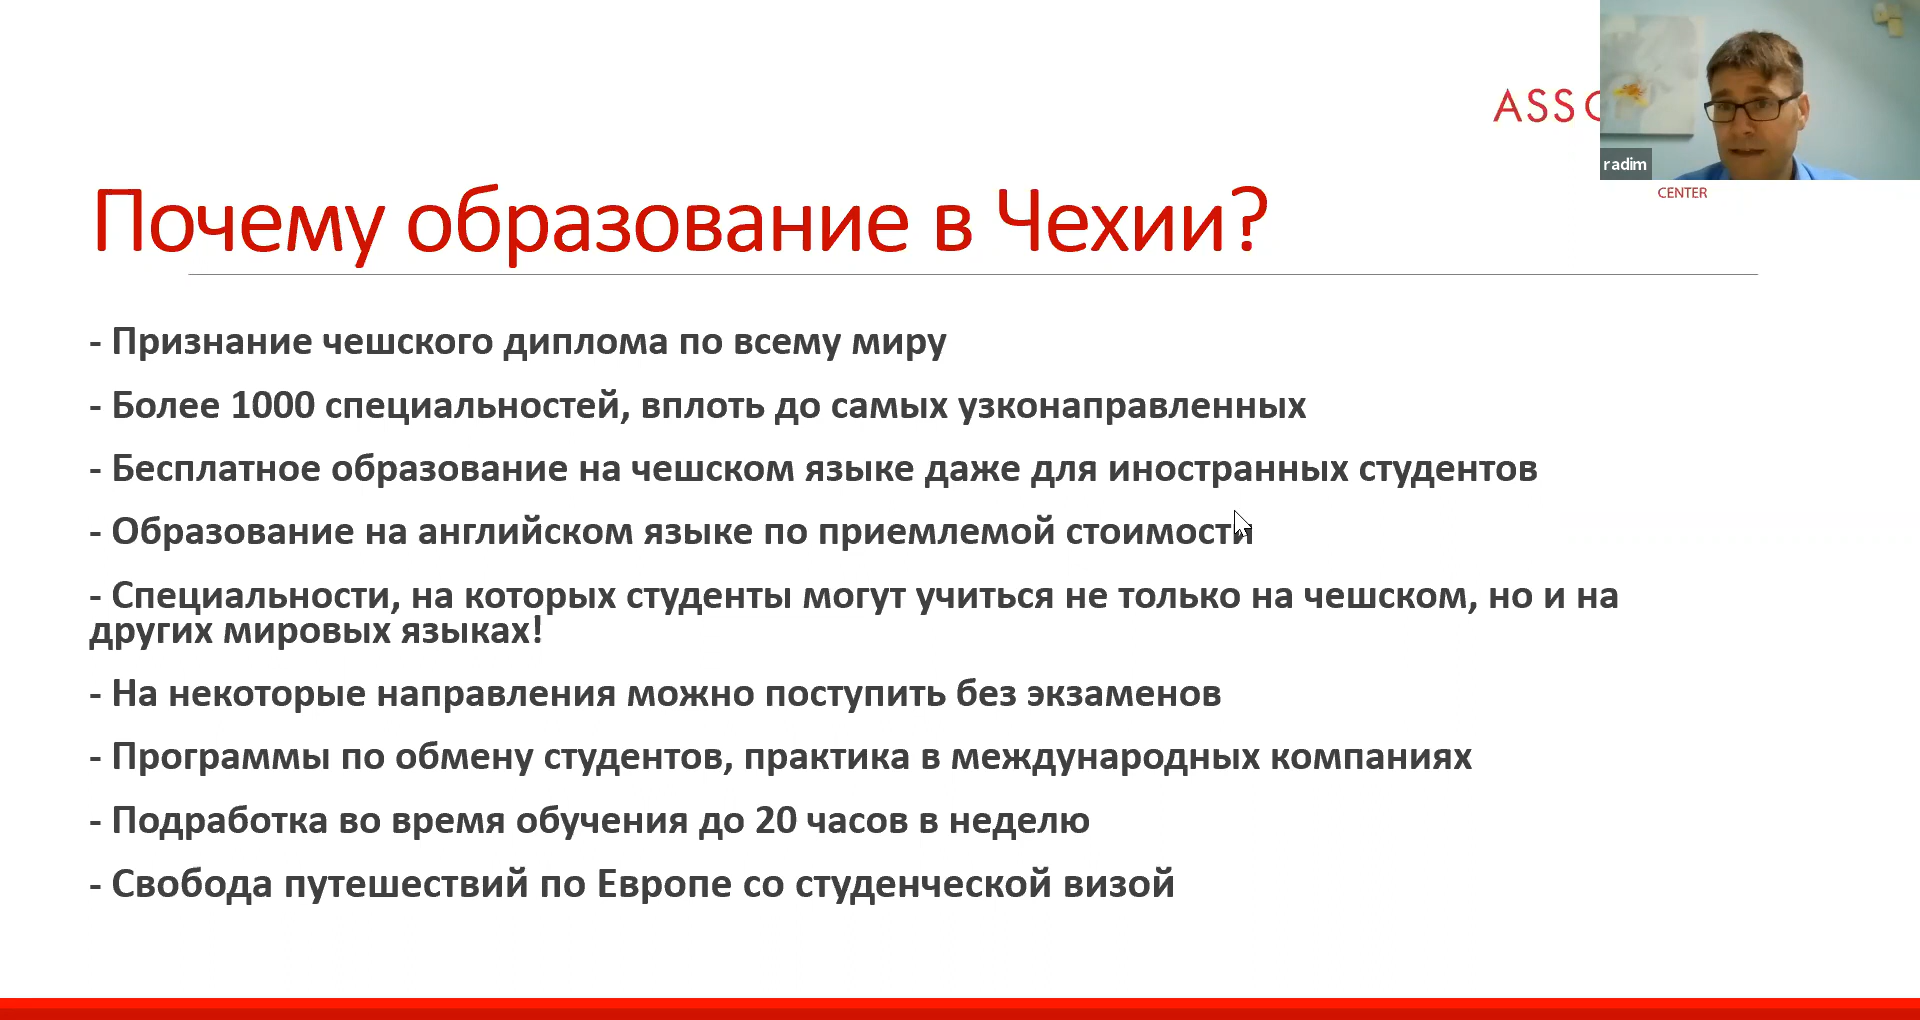 ASSO
radim
CENTER
Почему образование в Чехии?
- Признание чешского диплома по всему миру
- Более 1000 специальностей, вплоть до самых узконаправленных
- Бесплатное образование на чешском языке даже для иностранных студентов
- Образование на английском языке по приемлемой стоимости
- Специальности, на которых студенты могут учиться не только на чешском, но и на
других мировых языках!
- На некоторые направления можно поступить без экзаменов
- Программы по обмену студентов, практика в международных компаниях
- Подработка во время обучения до 20 часов в неделю
- Свобода путешествий по Европе со студенческой визой